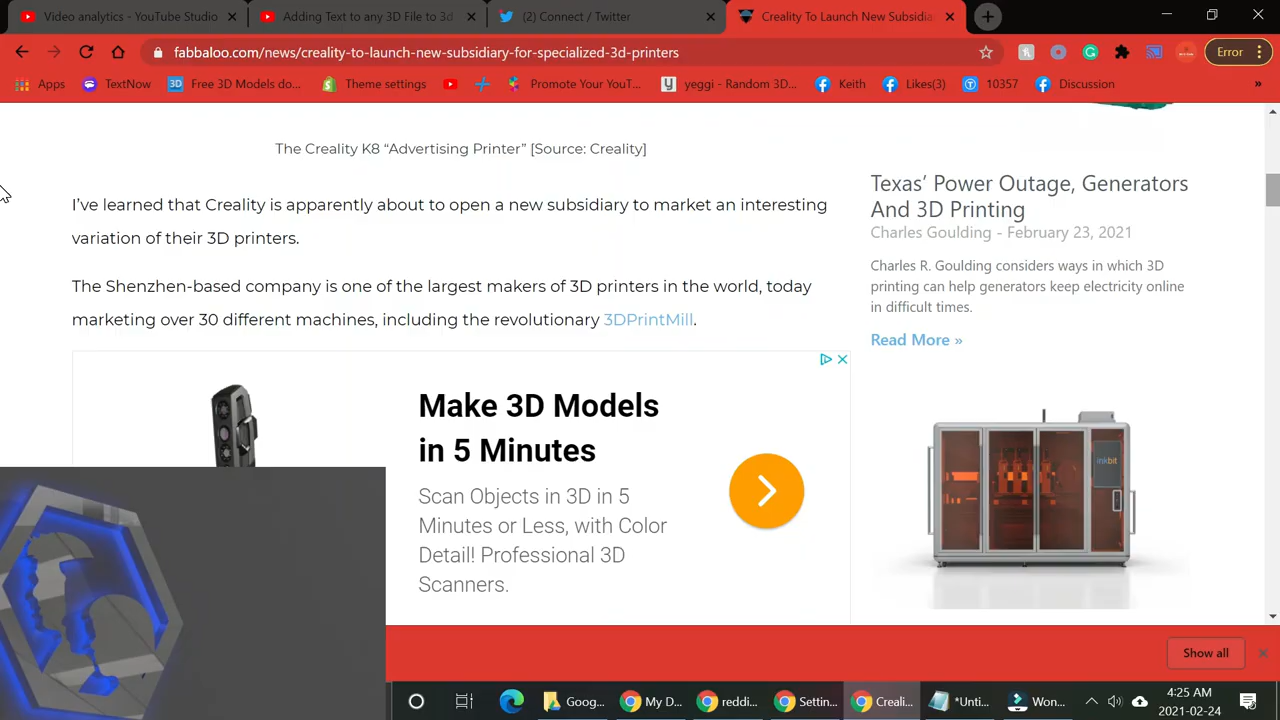 Video analytics - YouTube Studio
Adding Text to any 3D File to 3d
(2) Connect / Twitter
Creality To Launch New Subsidia
fabbaloo.com/news/creality-to-launch-new-subsidiary-for-specialized-3d-printers
Error
Apps
TextNow
Free 3D Models do...
Theme settings
Promote Your YouT...
yeggi - Random 3D...
Keith
Likes(3)
10357
Discussion
»
The Creality K8 “Advertising Printer” [Source: Creality]
I’ve learned that Creality is apparently about to open a new subsidiary to market an interesting
variation of their 3D printers.
The Shenzhen-based company is one of the largest makers of 3D printers in the world, today
marketing over 30 different machines, including the revolutionary 3DPrintMill.
Make 3D Models
in 5 Minutes
Scan Objects in 3D in 5
Minutes or Less, with Color
Detail! Professional 3D
Scanners.
Texas’ Power Outage, Generators
And 3D Printing
Charles Goulding - February 23, 2021
Charles R. Goulding considers ways in which 3D
printing can help generators keep electricity online
in difficult times.
Read More »
inkbit
Show all
Goog...
My D...
reddi...
Settin...
Creali...
*Unti...
Won...
4:25 AM
2021-02-24